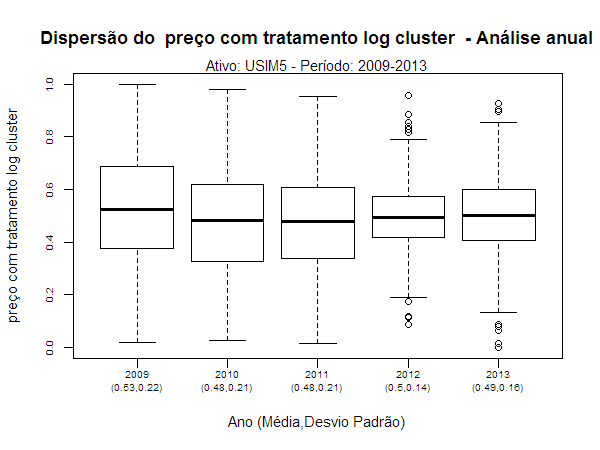 Dispersão do  preço com tratamento log cluster  - Análise anual
Ativo: USIM5 - Período: 2009-2013
preço com tratamento log cluster
1.0
0.8
0.6
0.4
0.2
0.0
2009 2010 2011 2012 2013
(0.53,0.22) (0.48,0.21) (0.48,0.21) (0.5,0.14) (0.49,0.16)
Ano (Média,Desvio Padrão)